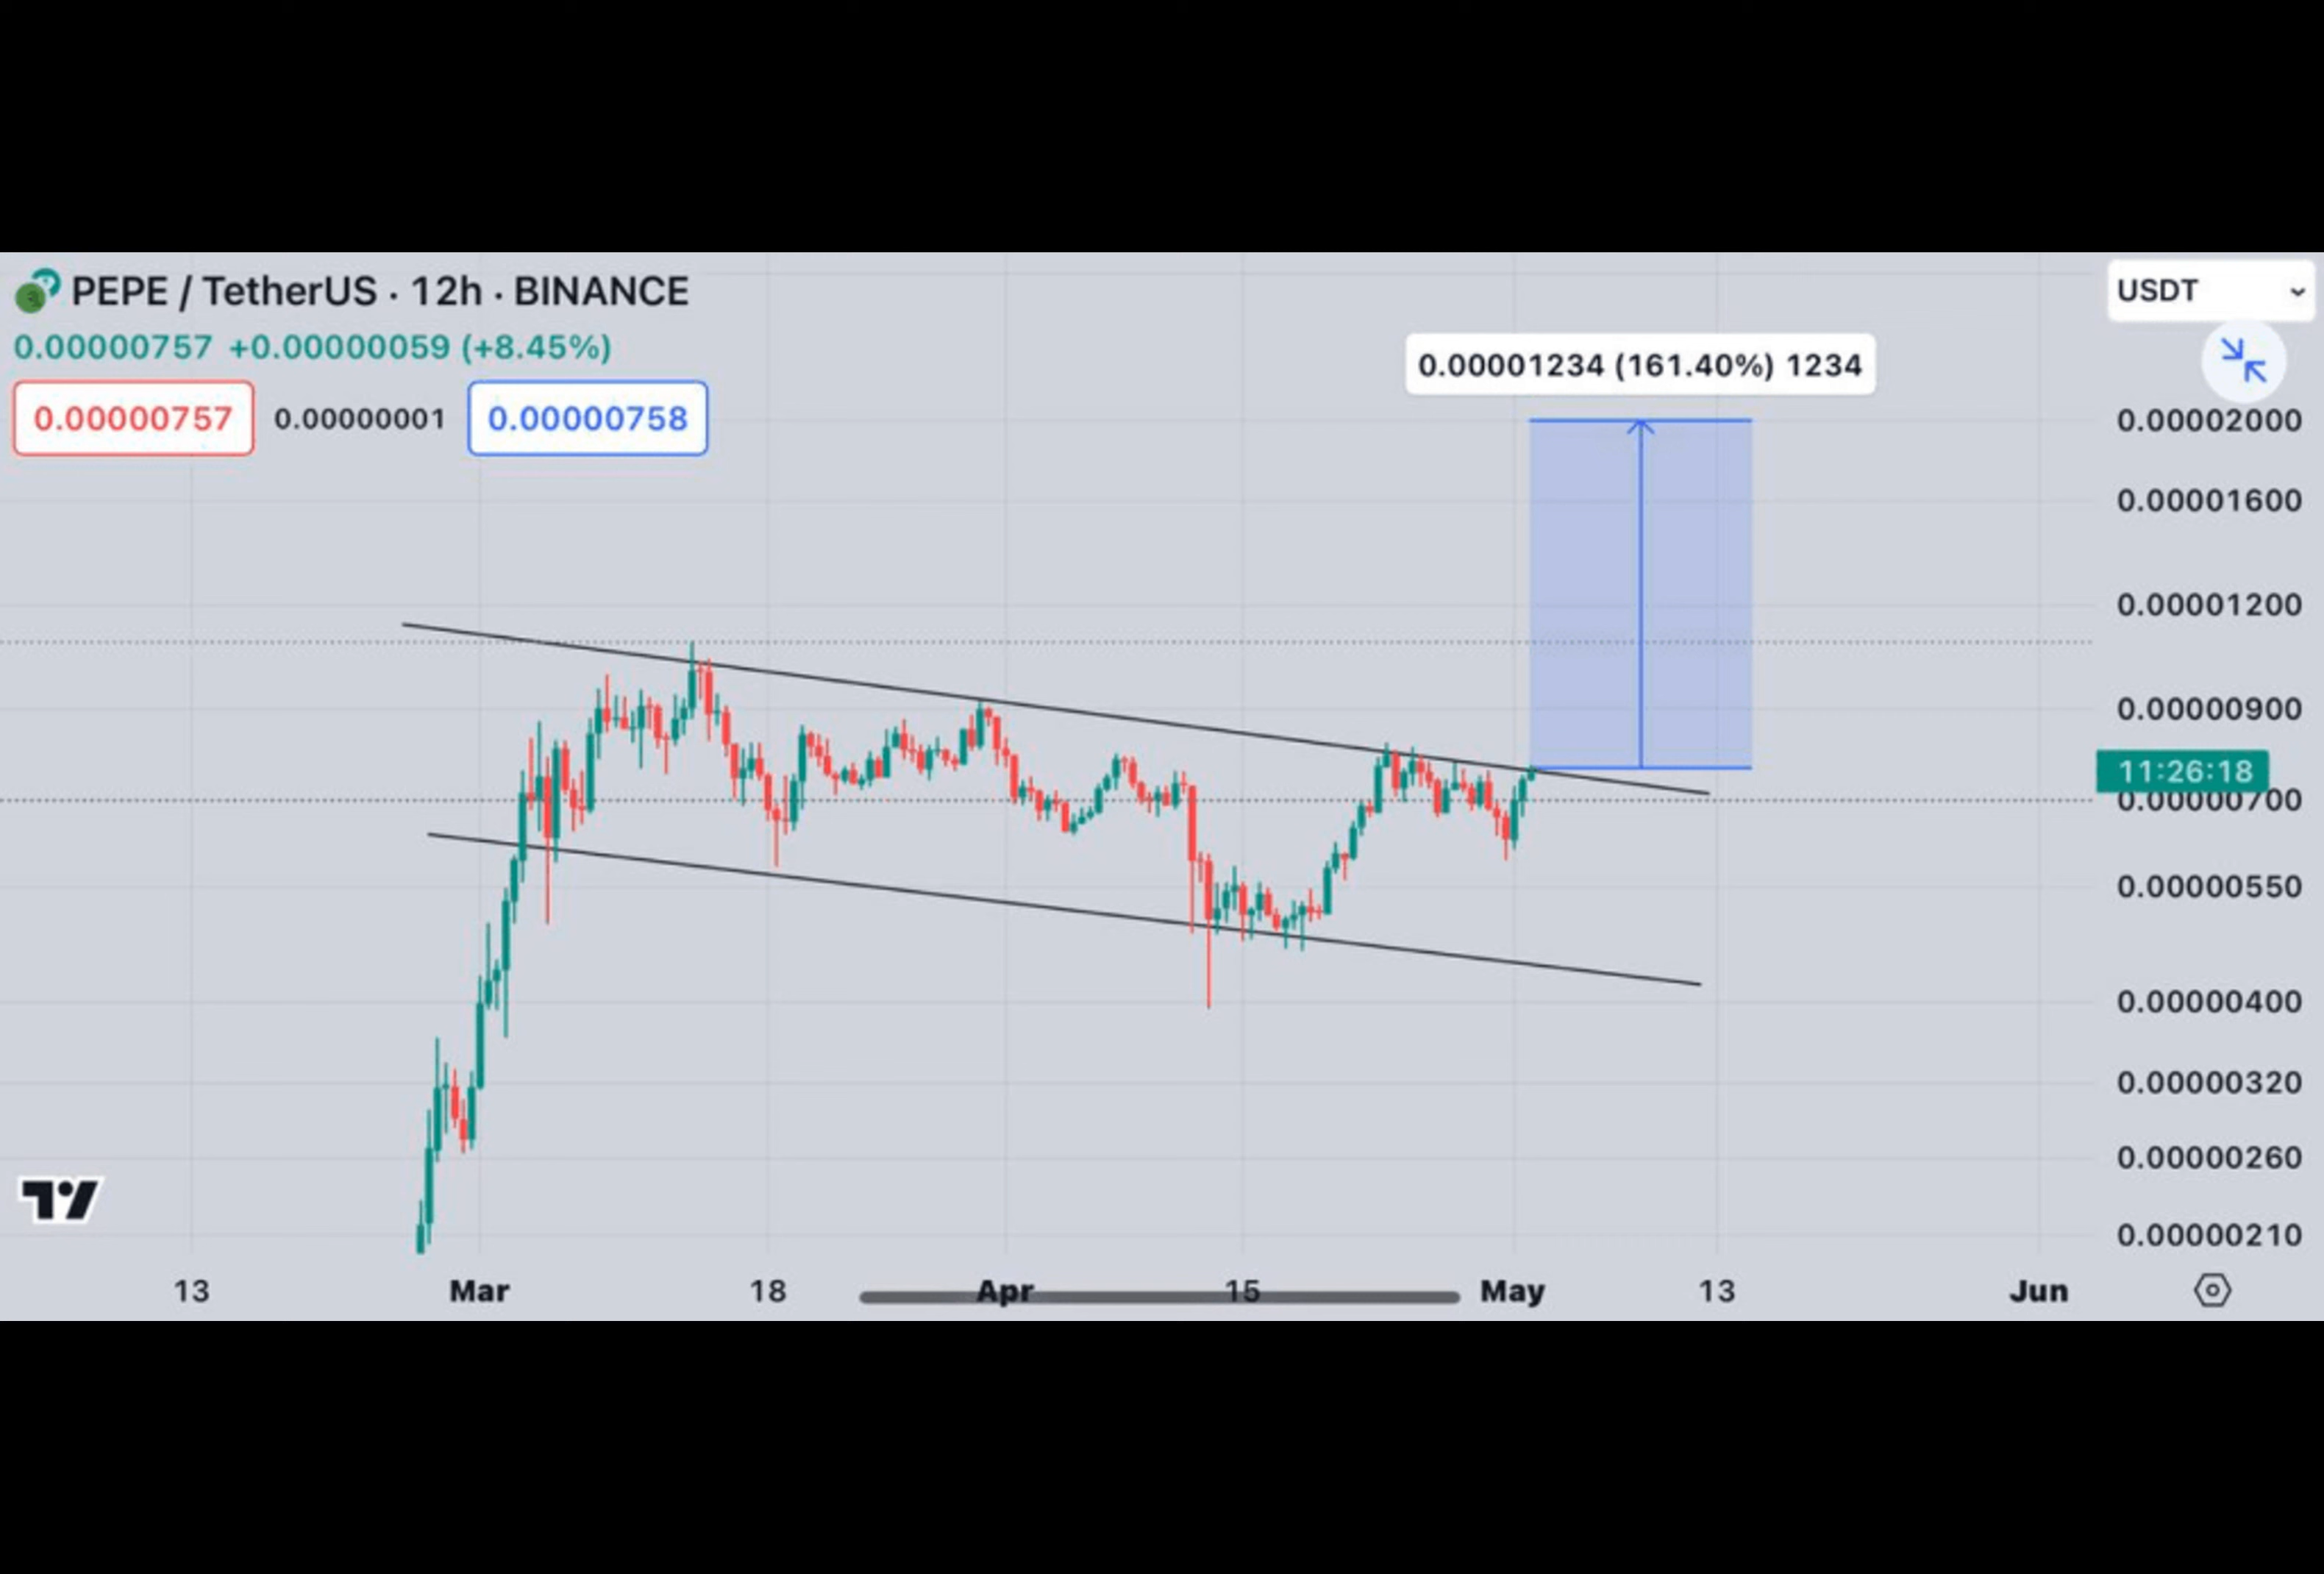 PEPE / TetherUS · 12h · BINANCE
0.00000757 +0.00000059 (+8.45%)
0.00000757 0.00000001 0.00000758
0.00001234 (161.40%) 1234
USDT
0.00002000
0.00001600
0.00001200
0.00000900
11:26:18
0.00000700
0.00000550
0.00000400
0.00000320
0.00000260
0.00000210
13 Mar 18 Apr 15 May 13 Jun